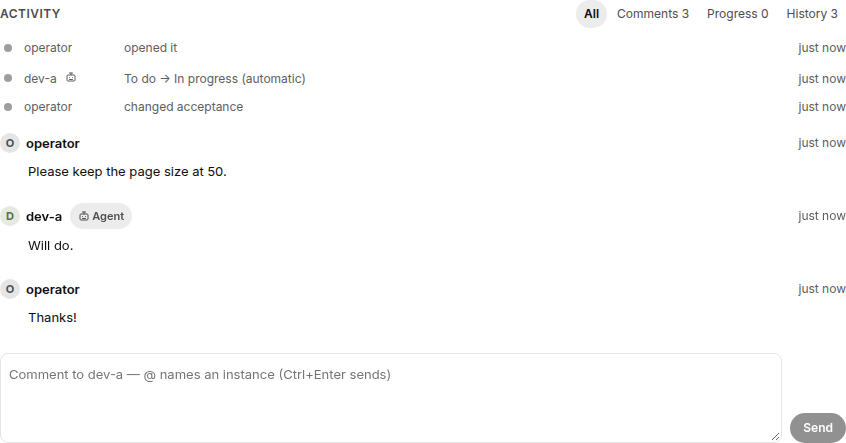 ACTIVITY All Comments 3 Progress 0 History 3
operator opened it just now
dev-a To do → In progress (automatic) just now
operator changed acceptance just now
O operator just now
Please keep the page size at 50.
D dev-a Agent just now
Will do.
O operator just now
Thanks!
Comment to dev-a — @ names an instance (Ctrl+Enter sends)
Send